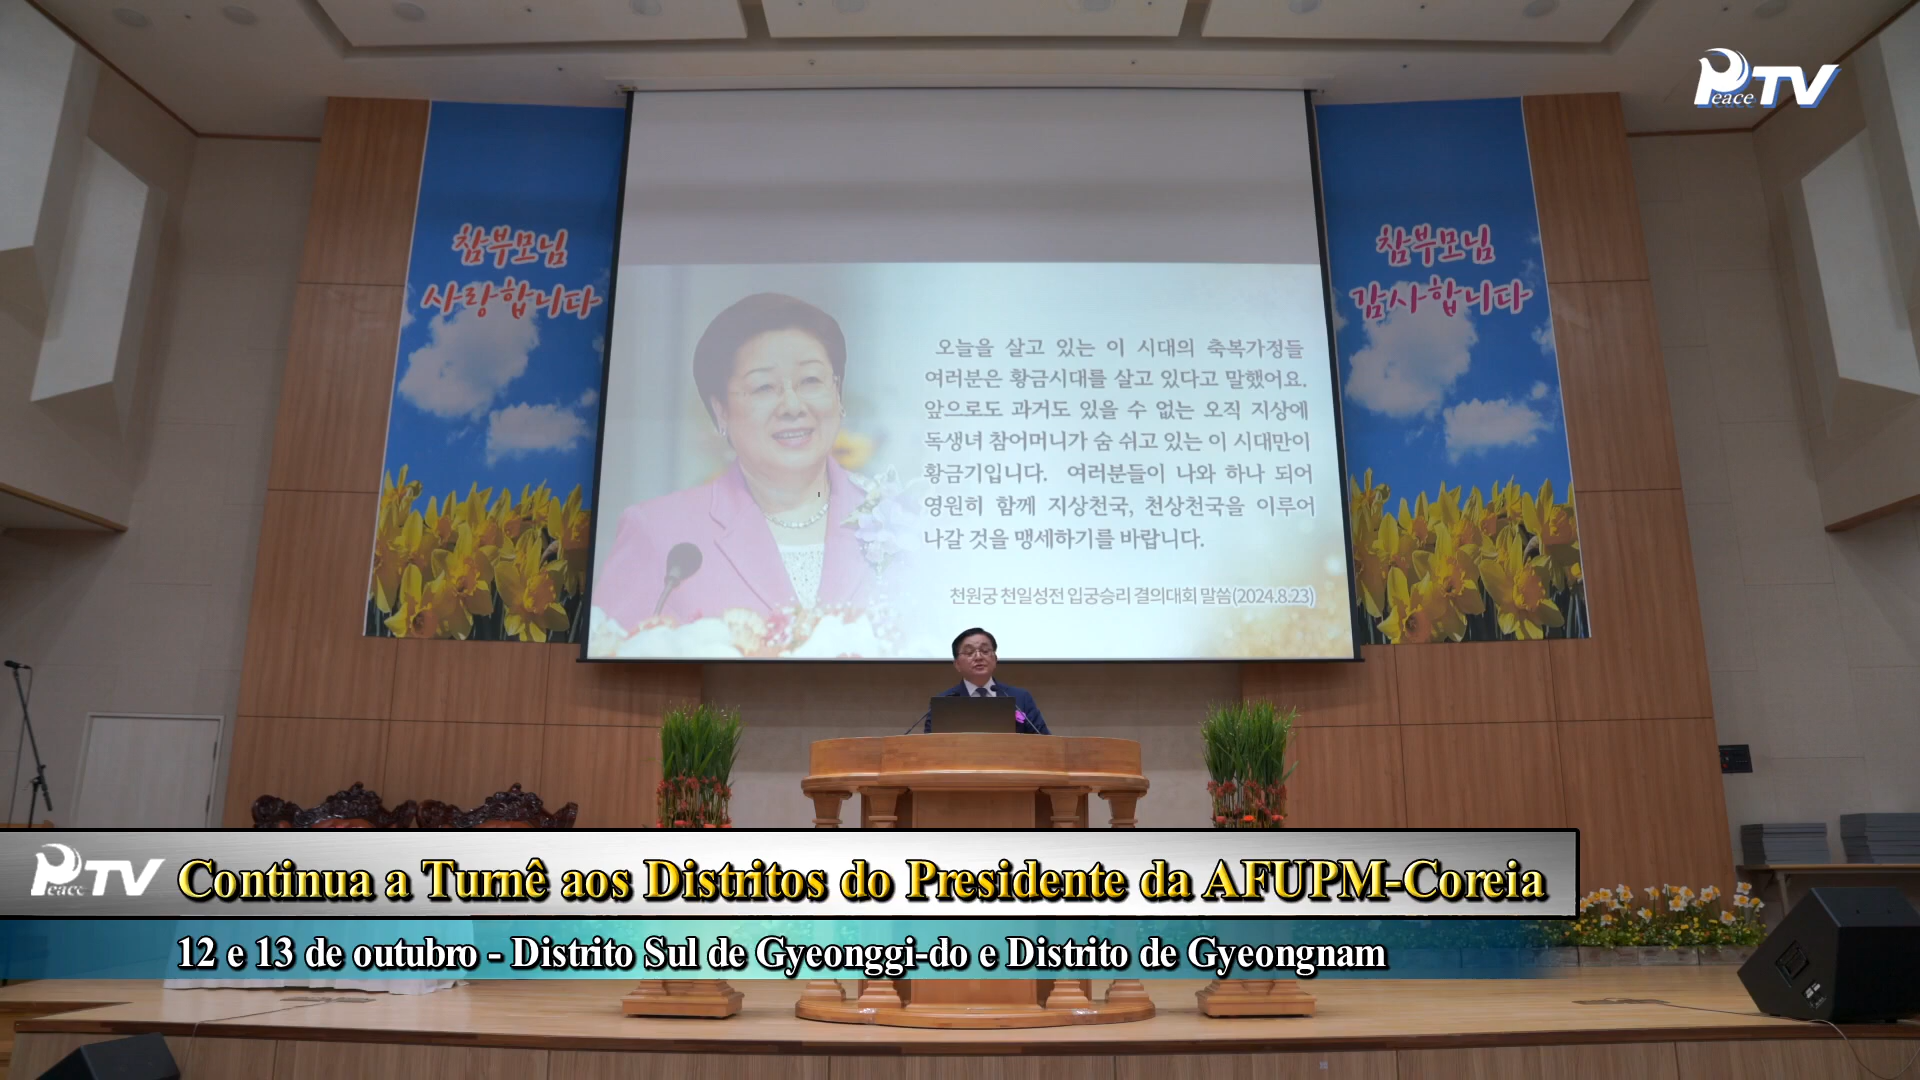 Peace TV
참부모님
사랑합니다
참부모님
감사합니다
오늘을 살고 있는 이 시대의 축복가정들
여러분은 황금시대를 살고 있다고 말했어요.
앞으로도 과거도 있을 수 없는 오직 지상에
독생녀 참어머니가 숨 쉬고 있는 이 시대만이
황금기입니다. 여러분들이 나와 하나 되어
영원히 함께 지상천국, 천상천국을 이루어
나갈 것을 맹세하기를 바랍니다.
천원궁 천일성전 입궁승리 결의대회 말씀(2024.8.23)
Peace TV
Continua a Turnê aos Distritos do Presidente da AFUPM-Coreia
12 e 13 de outubro - Distrito Sul de Gyeonggi-do e Distrito de Gyeongnam